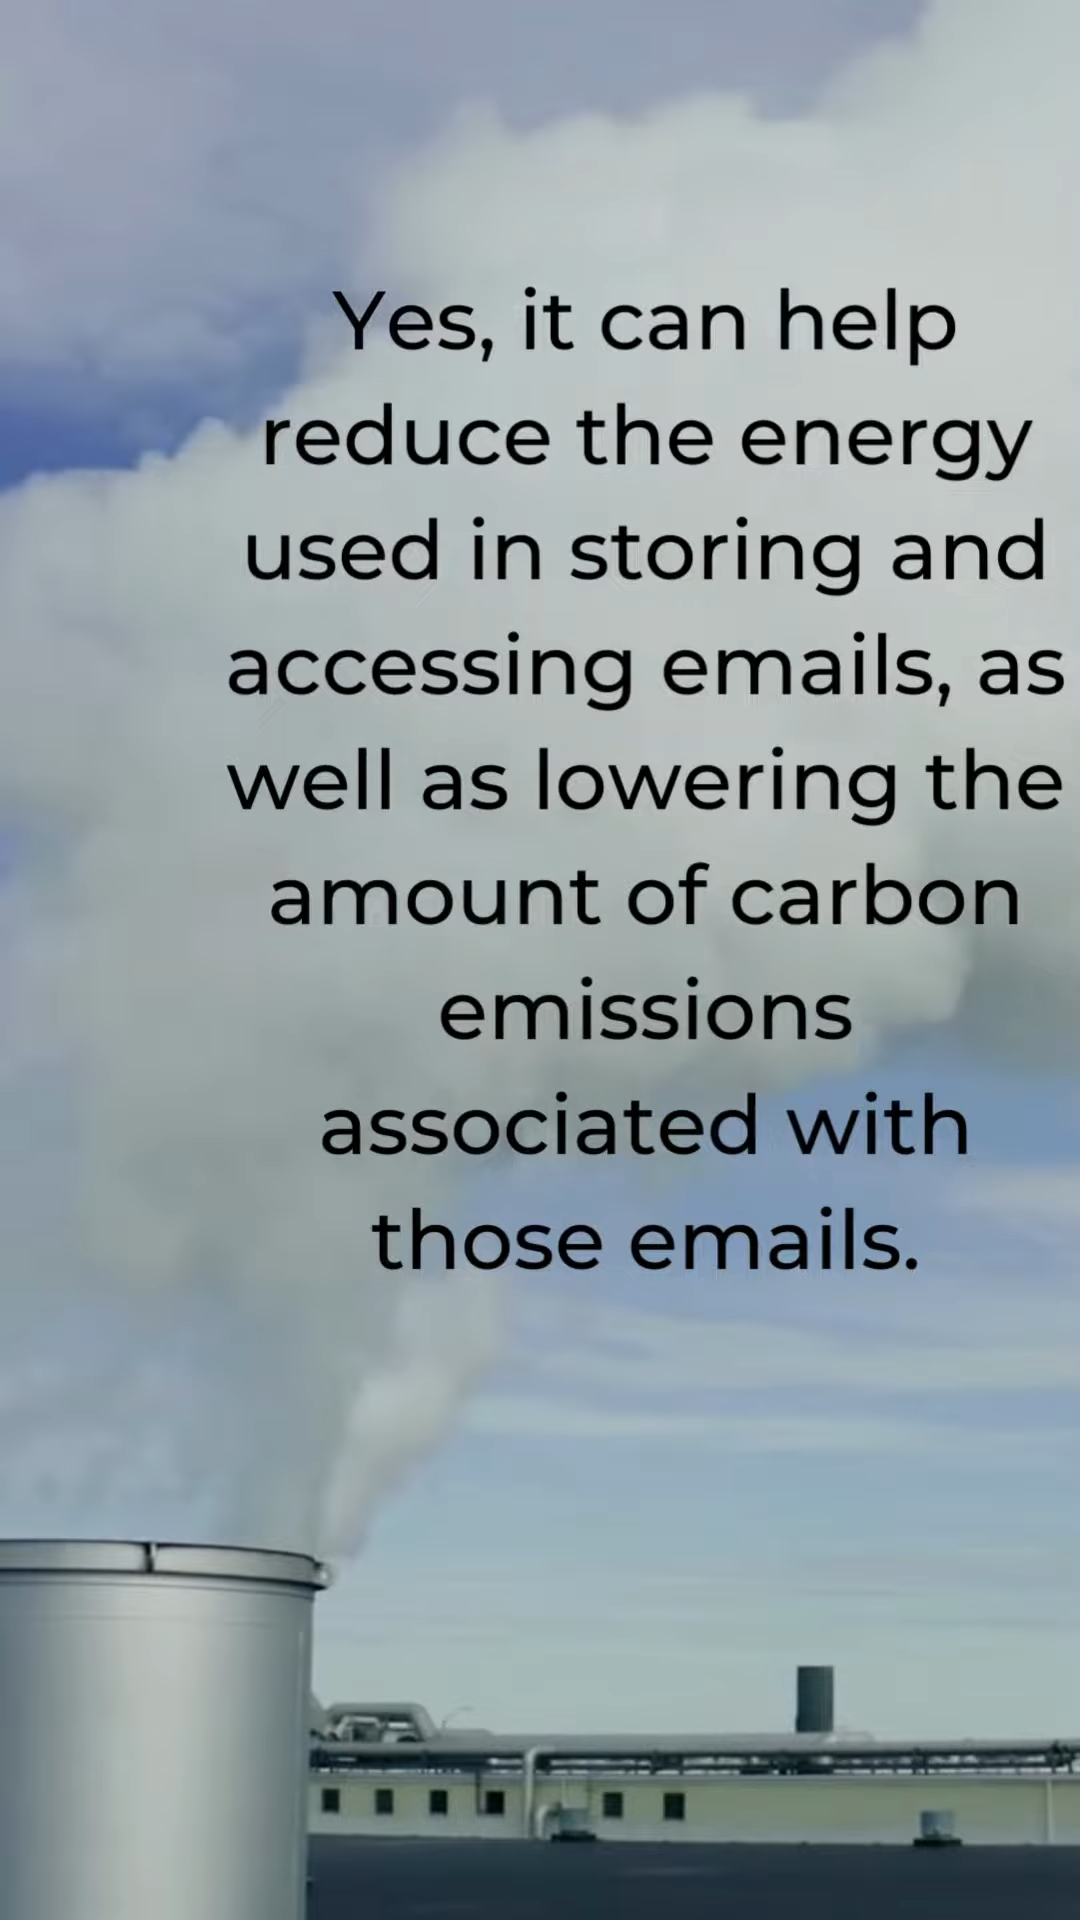 Yes, it can help
reduce the energy
used in storing and
accessing emails, as
well as lowering the
amount of carbon
emissions
associated with
those emails.